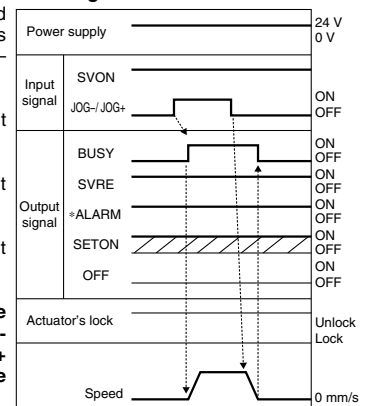 Power supply
24 V
0 V
Input signal
SVON
JOG–/ JOG+
ON
OFF
Output signal
BUSY
ON
OFF
SVRE
ON
OFF
*ALARM
ON
OFF
SETON
ON
OFF
OFF
ON
OFF
Actuator's lock
Unlock
Lock
Speed
0 mm/s